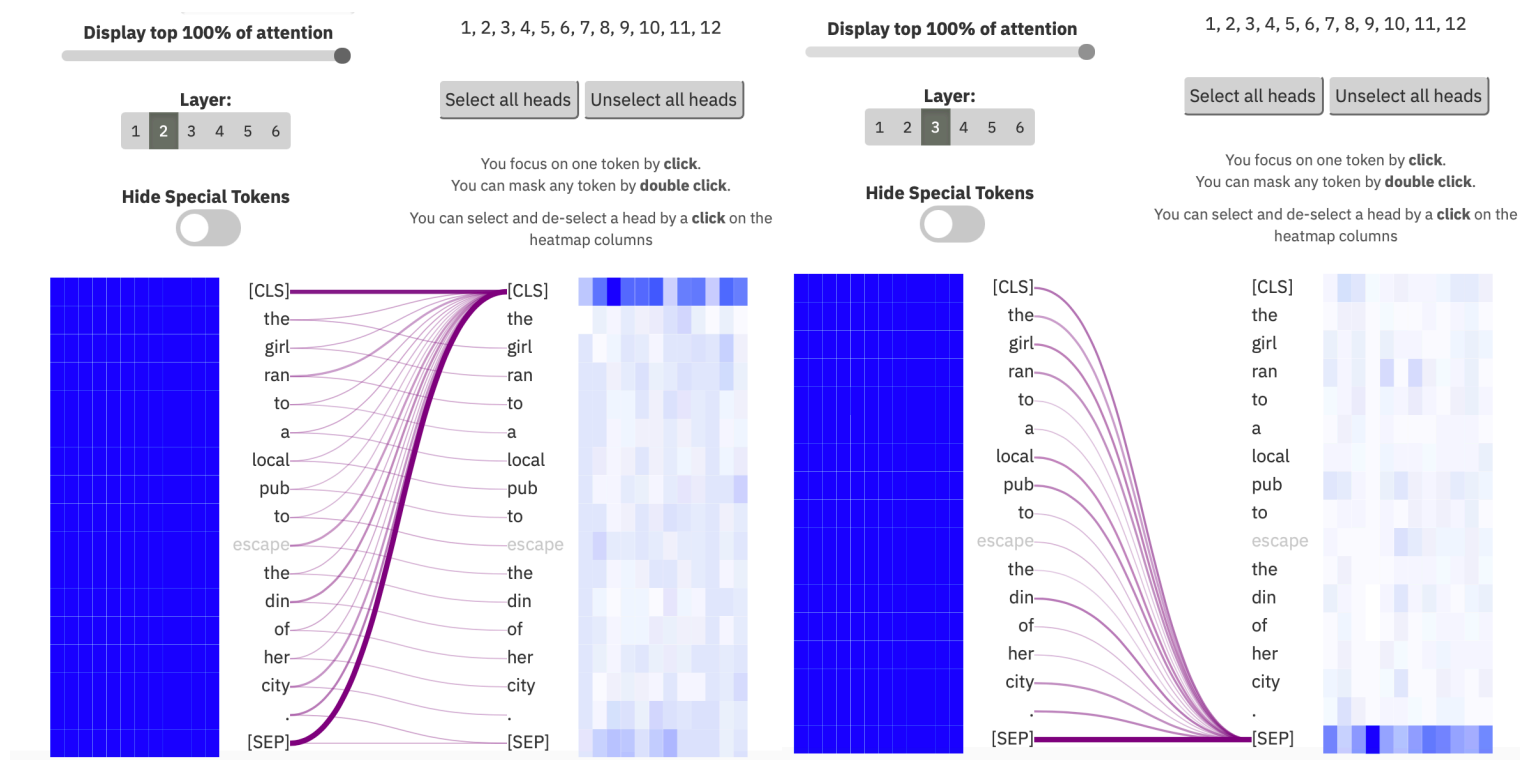 Display top 100% of attention
1, 2, 3, 4, 5, 6, 7, 8, 9, 10, 11, 12
Select all heads Unselect all heads
Layer:
1 2 3 4 5 6
You focus on one token by click.
You can mask any token by double click.
Hide Special Tokens
You can select and de-select a head by a click on the
heatmap columns
[CLS] [CLS]
the the
girl girl
ran ran
to to
a a
local local
pub pub
to to
escape escape
the the
din din
of of
her her
city city
. .
[SEP] [SEP]
Display top 100% of attention
1, 2, 3, 4, 5, 6, 7, 8, 9, 10, 11, 12
Select all heads Unselect all heads
Layer:
1 2 3 4 5 6
You focus on one token by click.
You can mask any token by double click.
Hide Special Tokens
You can select and de-select a head by a click on the
heatmap columns
[CLS] [CLS]
the the
girl girl
ran ran
to to
a a
local local
pub pub
to to
escape escape
the the
din din
of of
her her
city city
. .
[SEP] [SEP]